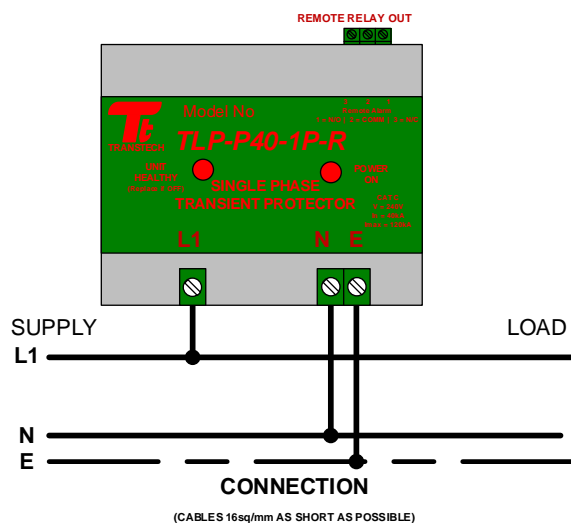 REMOTE RELAY OUT
Tt
TRANSTECH
Model No
TLP-P40-1P-R
LINE
HEALTHY
POWER
ON
SINGLE PHASE
TRANSIENT PROTECTOR
L1 N E
SUPPLY LOAD
L1
N
E
CONNECTION
(CABLES 16sq/mm AS SHORT AS POSSIBLE)